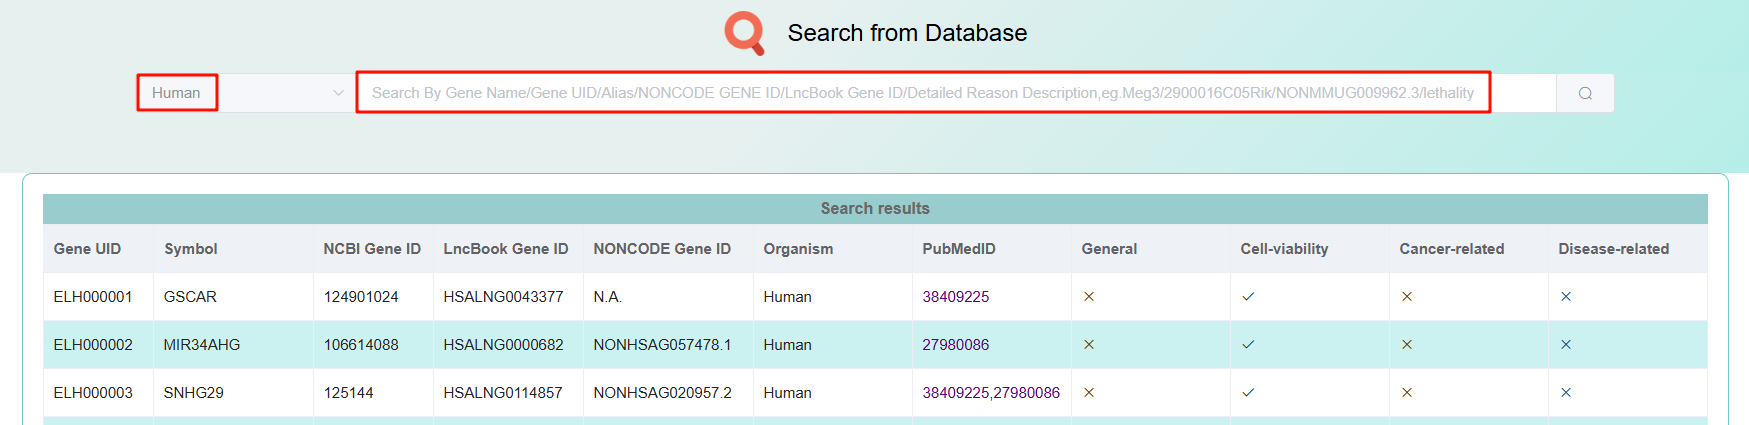 Search from Database
Human
Search By Gene Name/Gene UID/Alias/NONCODE GENE ID/LncBook Gene ID/Detailed Reason Description,eg.Meg3/2900016C05Rik/NONMMUG009962.3/lethality
Search results
Gene UID Symbol NCBI Gene ID LncBook Gene ID NONCODE Gene ID Organism PubMedID General Cell-viability Cancer-related Disease-related
ELH000001 GSCAR 124901024 HSALNG0043377 N.A. Human 38409225
ELH000002 MIR34AHG 106614088 HSALNG0000682 NONHSAG057478.1 Human 27980086
ELH000003 SNHG29 125144 HSALNG0114857 NONHSAG020957.2 Human 38409225,27980086